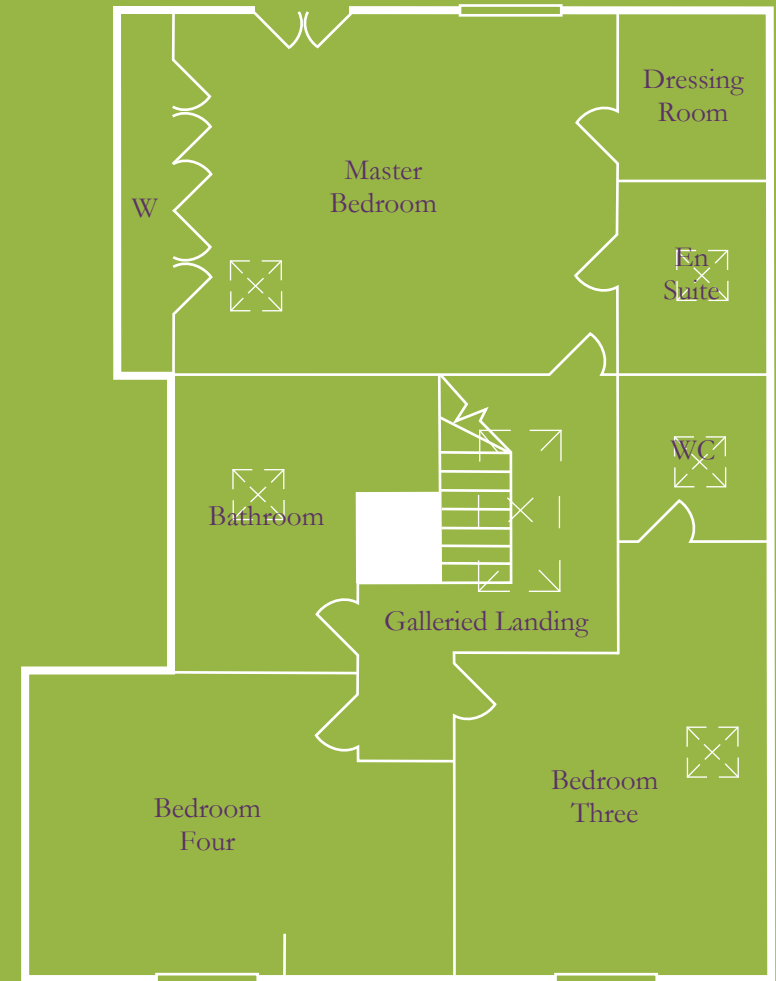 Dressing
Room
Master
Bedroom
W
En
Suite
WC
Bathroom
Galleried Landing
Bedroom
Three
Bedroom
Four